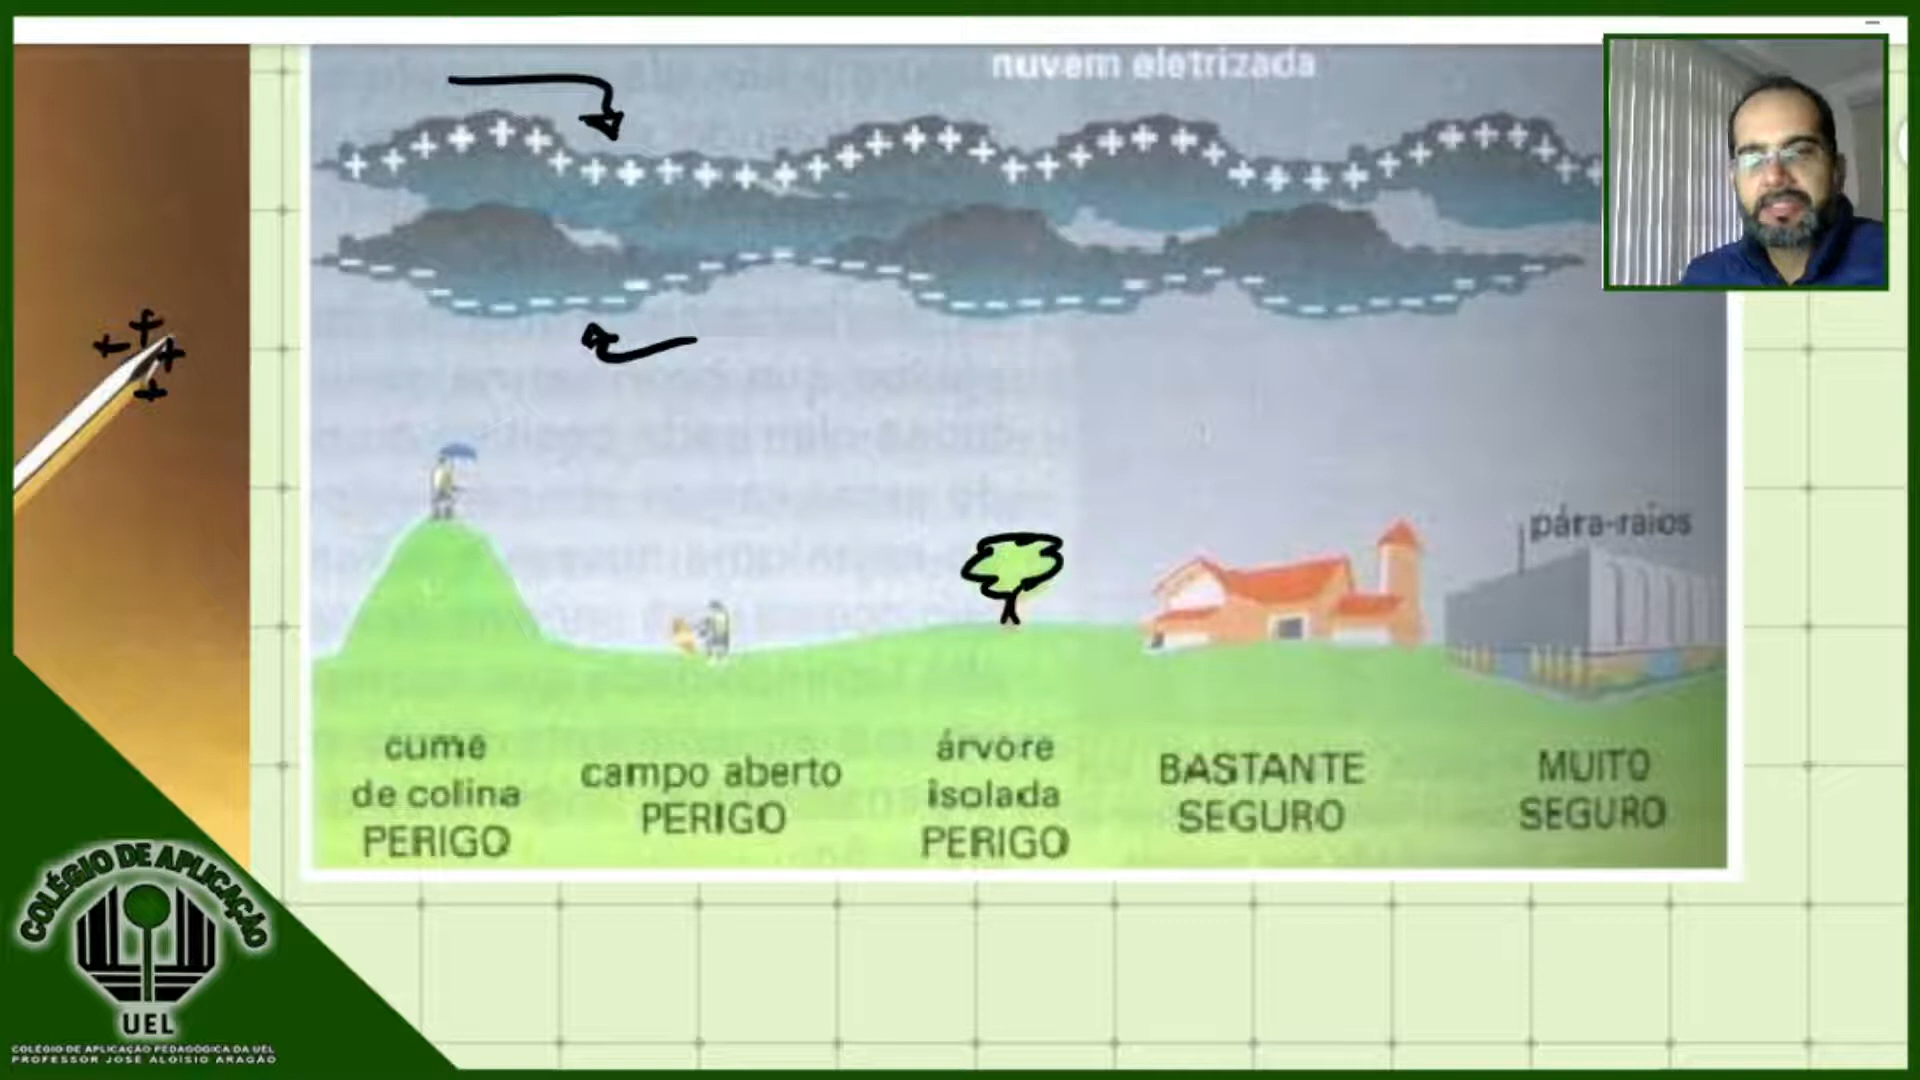 nuvem eletrizada
pára-raios
cume
de colina
PERIGO
campo aberto
PERIGO
árvore
isolada
PERIGO
BASTANTE
SEGURO
MUITO
SEGURO
COLÉGIO DE APLICAÇÃO
UEL
COLÉGIO DE APLICAÇÃO PEDAGÓGICA DA UEL
PROFESSOR JOSÉ ALOÍSIO ARAGÃO